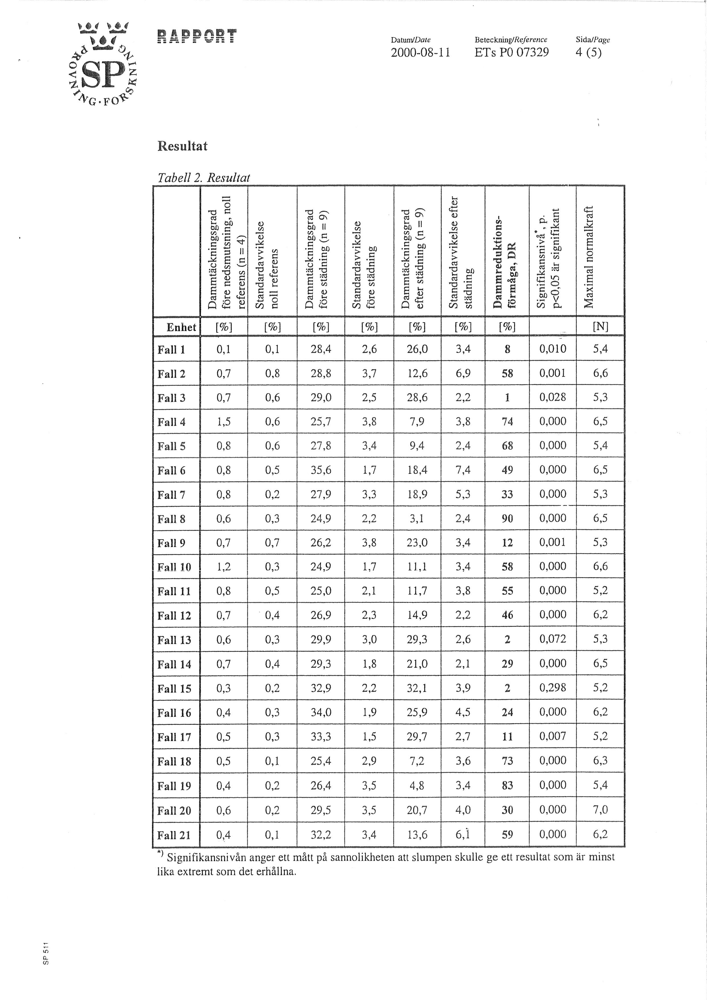 RAPPORT
Datum/Date Beteckning/Reference Sida/Page
2000-08-11 ETs P0 07329 4 (5)
SP
PROVNING·FORSKNING
Resultat
Tabell 2. Resultat
Dammtäckningsgrad
före nedsmutsning, noll
referens (n = 4)
Standardavvikelse
noll referens
Dammtäckningsgrad
före städning (n = 9)
Standardavvikelse
före städning
Dammtäckningsgrad
efter städning (n = 9)
Standardavvikelse efter
städning
Dammreduktions-
förmåga, DR
Signifikansnivå*, p.
p<0,05 är signifikant
Maximal normalkraft
Enhet [%] [%] [%] [%] [%] [%] [%] [N]
Fall 1 0,1 0,1 28,4 2,6 26,0 3,4 8 0,010 5,4
Fall 2 0,7 0,8 28,8 3,7 12,6 6,9 58 0,001 6,6
Fall 3 0,7 0,6 29,0 2,5 28,6 2,2 1 0,028 5,3
Fall 4 1,5 0,6 25,7 3,8 7,9 3,8 74 0,000 6,5
Fall 5 0,8 0,6 27,8 3,4 9,4 2,4 68 0,000 5,4
Fall 6 0,8 0,5 35,6 1,7 18,4 7,4 49 0,000 6,5
Fall 7 0,8 0,2 27,9 3,3 18,9 5,3 33 0,000 5,3
Fall 8 0,6 0,3 24,9 2,2 3,1 2,4 90 0,000 6,5
Fall 9 0,7 0,7 26,2 3,8 23,0 3,4 12 0,001 5,3
Fall 10 1,2 0,3 24,9 1,7 11,1 3,4 58 0,000 6,6
Fall 11 0,8 0,5 25,0 2,1 11,7 3,8 55 0,000 5,2
Fall 12 0,7 0,4 26,9 2,3 14,9 2,2 46 0,000 6,2
Fall 13 0,6 0,3 29,9 3,0 29,3 2,6 2 0,072 5,3
Fall 14 0,7 0,4 29,3 1,8 21,0 2,1 29 0,000 6,5
Fall 15 0,3 0,2 32,9 2,2 32,1 3,9 2 0,298 5,2
Fall 16 0,4 0,3 34,0 1,9 25,9 4,5 24 0,000 6,2
Fall 17 0,5 0,3 33,3 1,5 29,7 2,7 11 0,007 5,2
Fall 18 0,5 0,1 25,4 2,9 7,2 3,6 73 0,000 6,3
Fall 19 0,4 0,2 26,4 3,5 4,8 3,4 83 0,000 5,4
Fall 20 0,6 0,2 29,5 3,5 20,7 4,0 30 0,000 7,0
Fall 21 0,4 0,1 32,2 3,4 13,6 6,1 59 0,000 6,2
*) Signifikansnivån anger ett mått på sannolikheten att slumpen skulle ge ett resultat som är minst
lika extremt som det erhållna.
SP 511